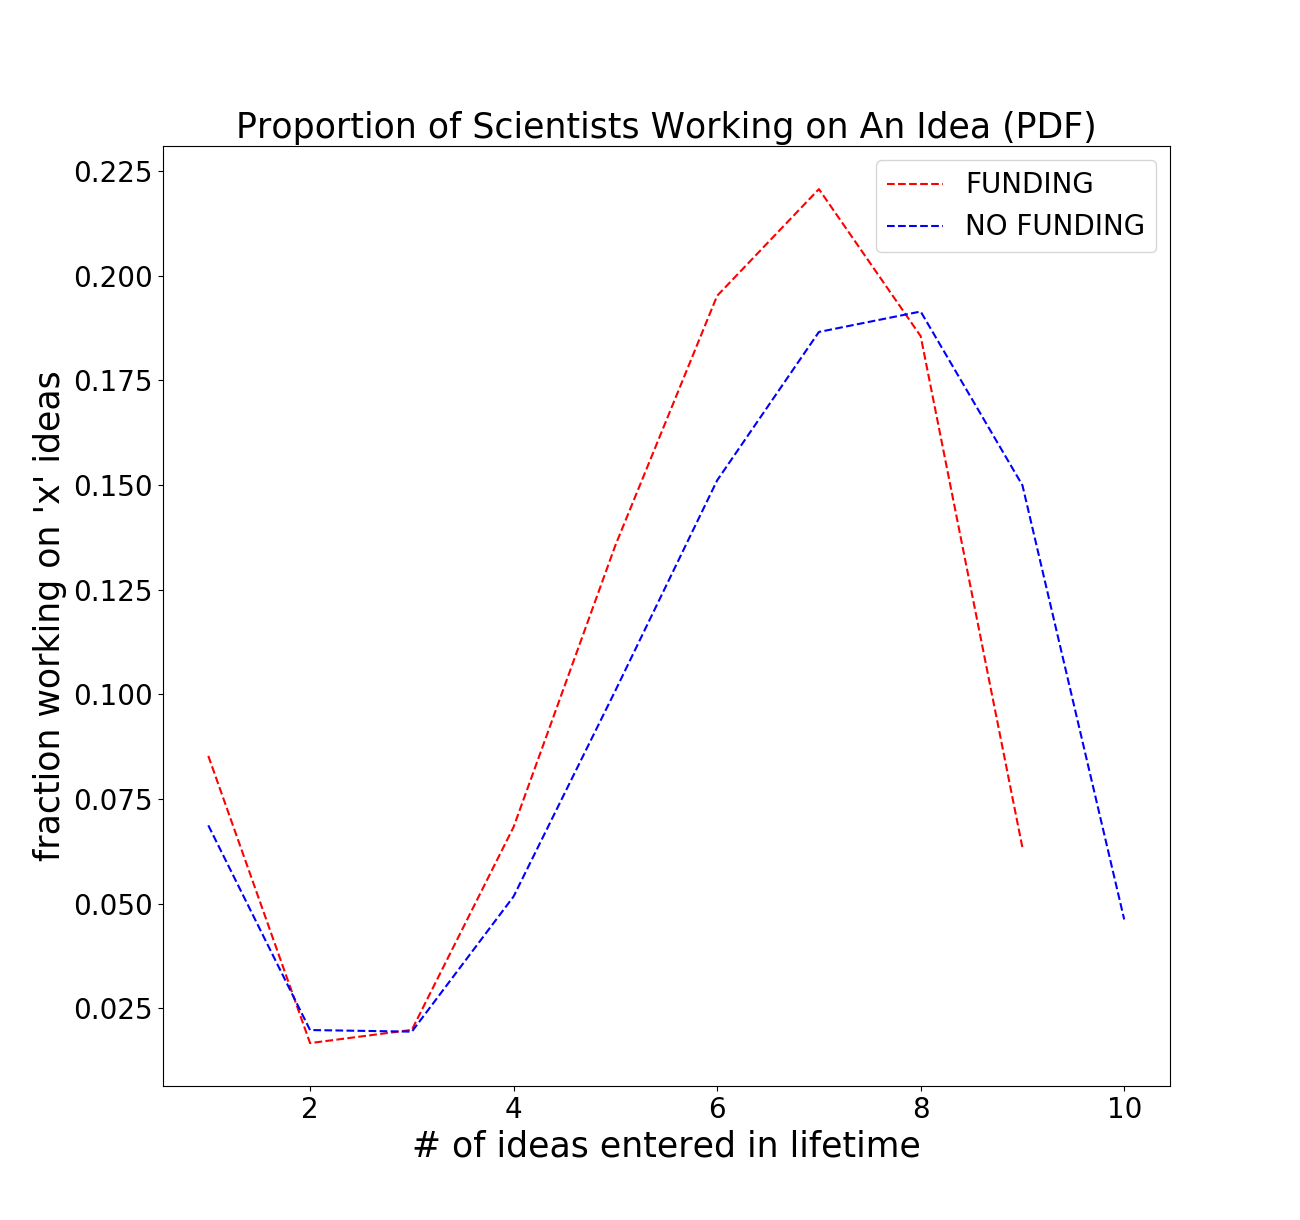 Proportion of Scientists Working on An Idea (PDF)
FUNDING
NO FUNDING
fraction working on 'x' ideas
0.225
0.200
0.175
0.150
0.125
0.100
0.075
0.050
0.025
2 4 6 8 10
# of ideas entered in lifetime